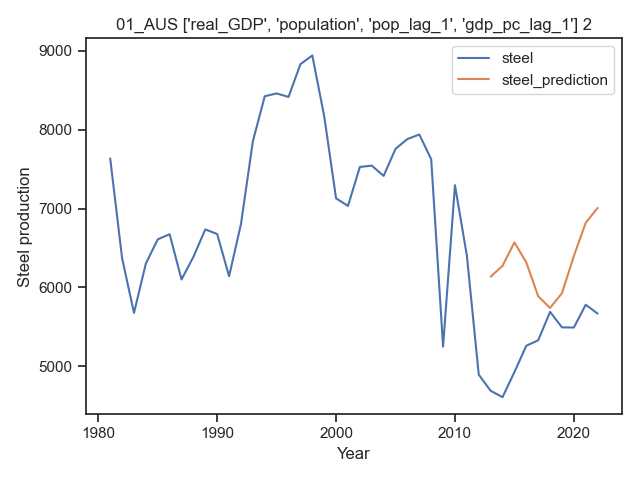 01_AUS ['real_GDP', 'population', 'pop_lag_1', 'gdp_pc_lag_1'] 2
steel
steel_prediction
9000
8000
7000
6000
5000
Steel production
1980
1990
2000
2010
2020
Year